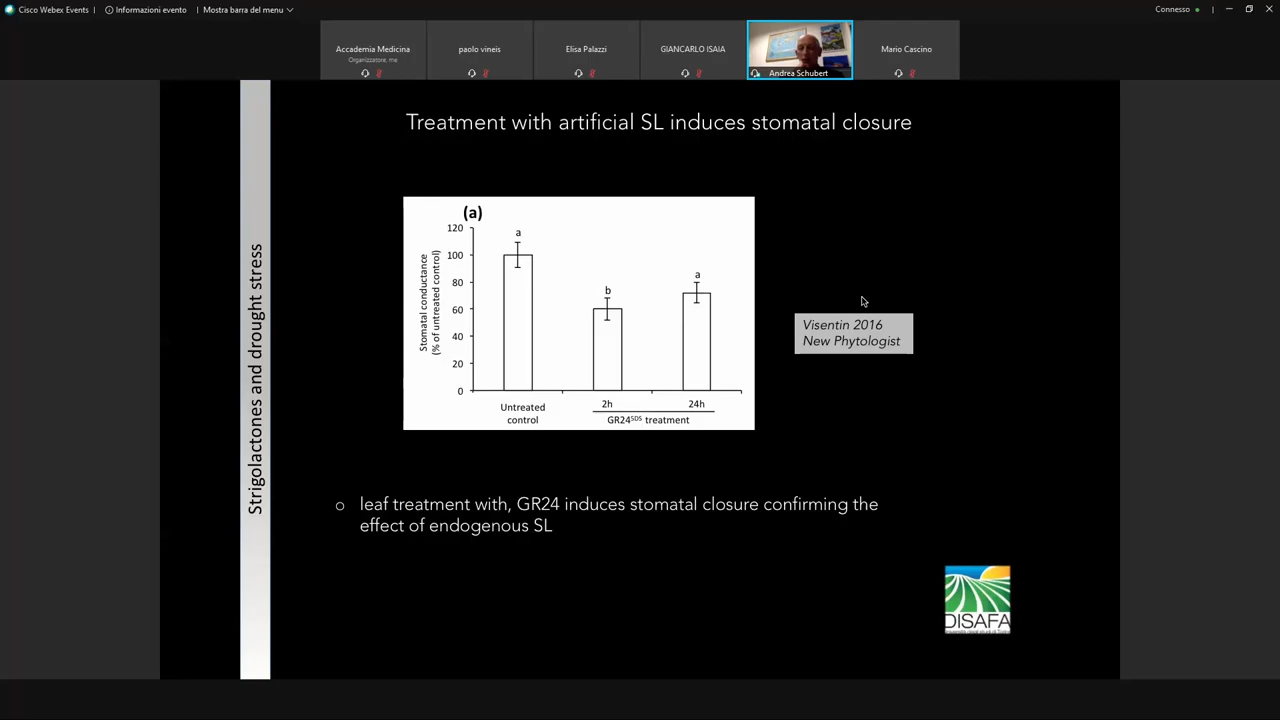 Cisco Webex Events
Informazioni evento
Mostra barra del menu
Connesso
Accademia Medicina
Organizzatore, me
paolo vineis
Elisa Palazzi
GIANCARLO ISAIA
Andrea Schubert
Mario Cascino
Strigolactones and drought stress
Treatment with artificial SL induces stomatal closure
(a)
Stomatal conductance
(% of untreated control)
120
100
80
60
40
20
0
a
b
a
Untreated
control
2h
24h
GR24⁵ᴰˢ treatment
Visentin 2016
New Phytologist
leaf treatment with, GR24 induces stomatal closure confirming the
effect of endogenous SL
DISAFA